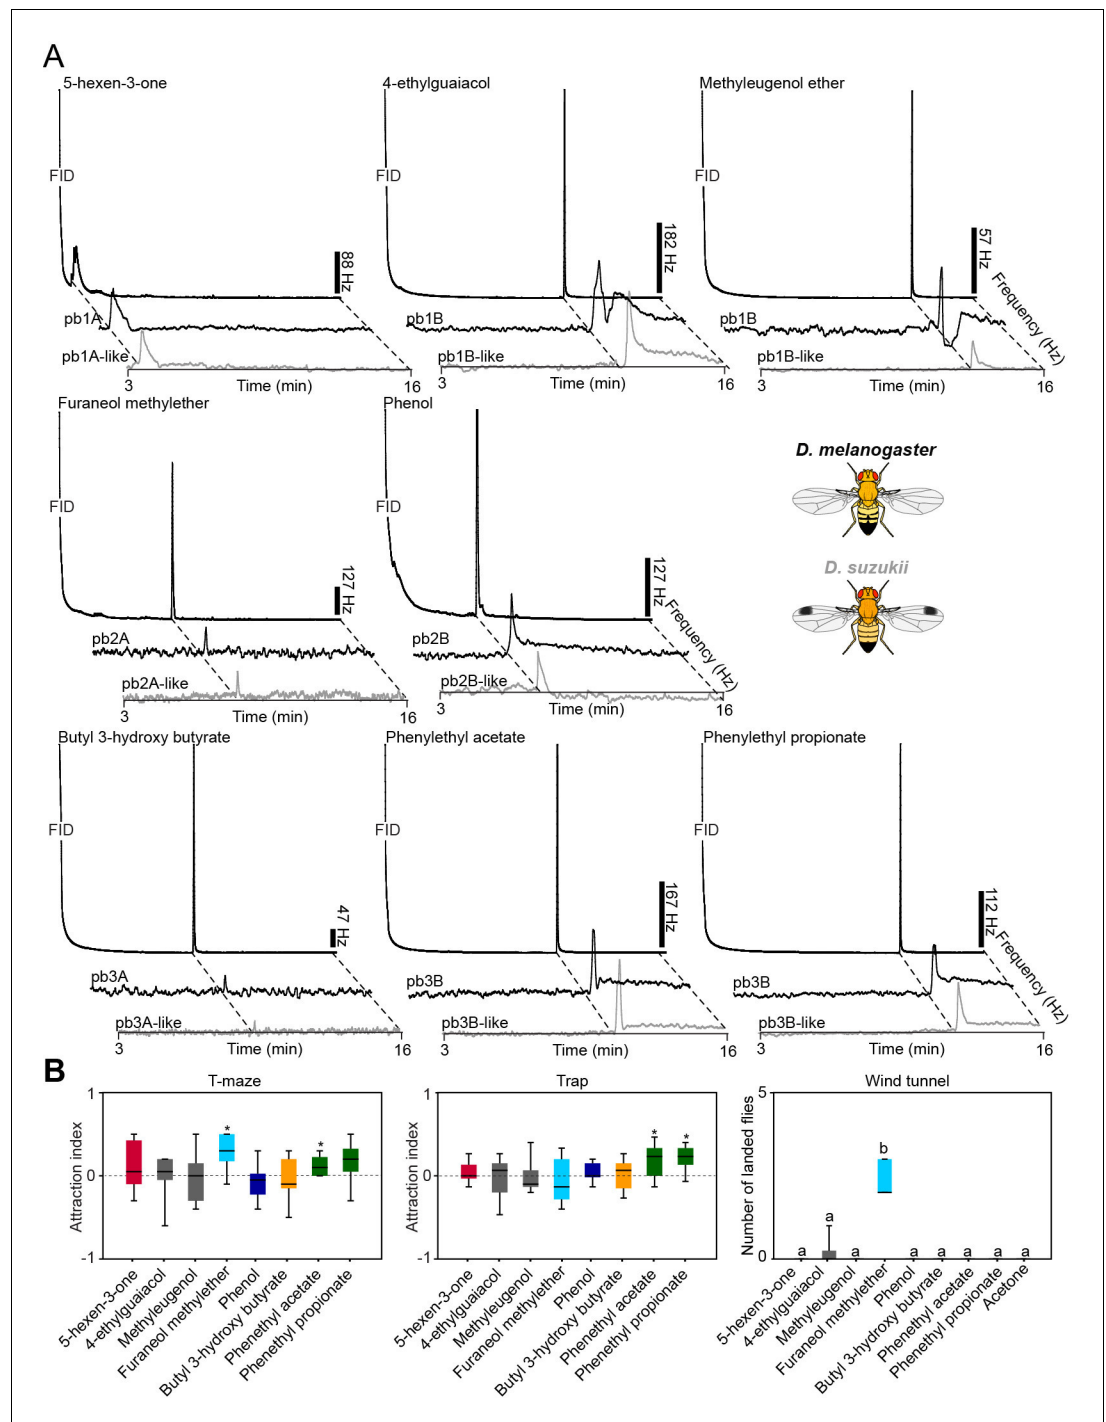 A
5-hexen-3-one
4-ethylguaiacol
Methyleugenol ether
FID
FID
FID
88 Hz
182 Hz
57 Hz
Frequency (Hz)
pb1A
pb1B
pb1B
pb1A-like
pb1B-like
pb1B-like
3
Time (min)
16
3
Time (min)
16
3
Time (min)
16
Furaneol methylether
Phenol
D. melanogaster
FID
FID
127 Hz
127 Hz
D. suzukii
Frequency (Hz)
pb2A
pb2B
pb2A-like
pb2B-like
3
Time (min)
16
3
Time (min)
16
Butyl 3-hydroxy butyrate
Phenylethyl acetate
Phenylethyl propionate
FID
FID
FID
47 Hz
167 Hz
112 Hz
Frequency (Hz)
pb3A
pb3B
pb3B
pb3A-like
pb3B-like
pb3B-like
3
Time (min)
16
3
Time (min)
16
3
Time (min)
16
B
T-maze
Attraction index
1
0
-1
*
*
5-hexen-3-one
4-ethylguaiacol
Methyleugenol
Furaneol methylether
Phenol
Butyl 3-hydroxy butyrate
Phenethyl acetate
Phenethyl propionate
Trap
Attraction index
1
0
-1
*
*
5-hexen-3-one
4-ethylguaiacol
Methyleugenol
Furaneol methylether
Phenol
Butyl 3-hydroxy butyrate
Phenethyl acetate
Phenethyl propionate
Wind tunnel
Number of landed flies
5
0
a
a
a
b
a
a
a
a
a
5-hexen-3-one
4-ethylguaiacol
Methyleugenol
Furaneol methylether
Phenol
Butyl 3-hydroxy butyrate
Phenethyl acetate
Phenethyl propionate
Acetone